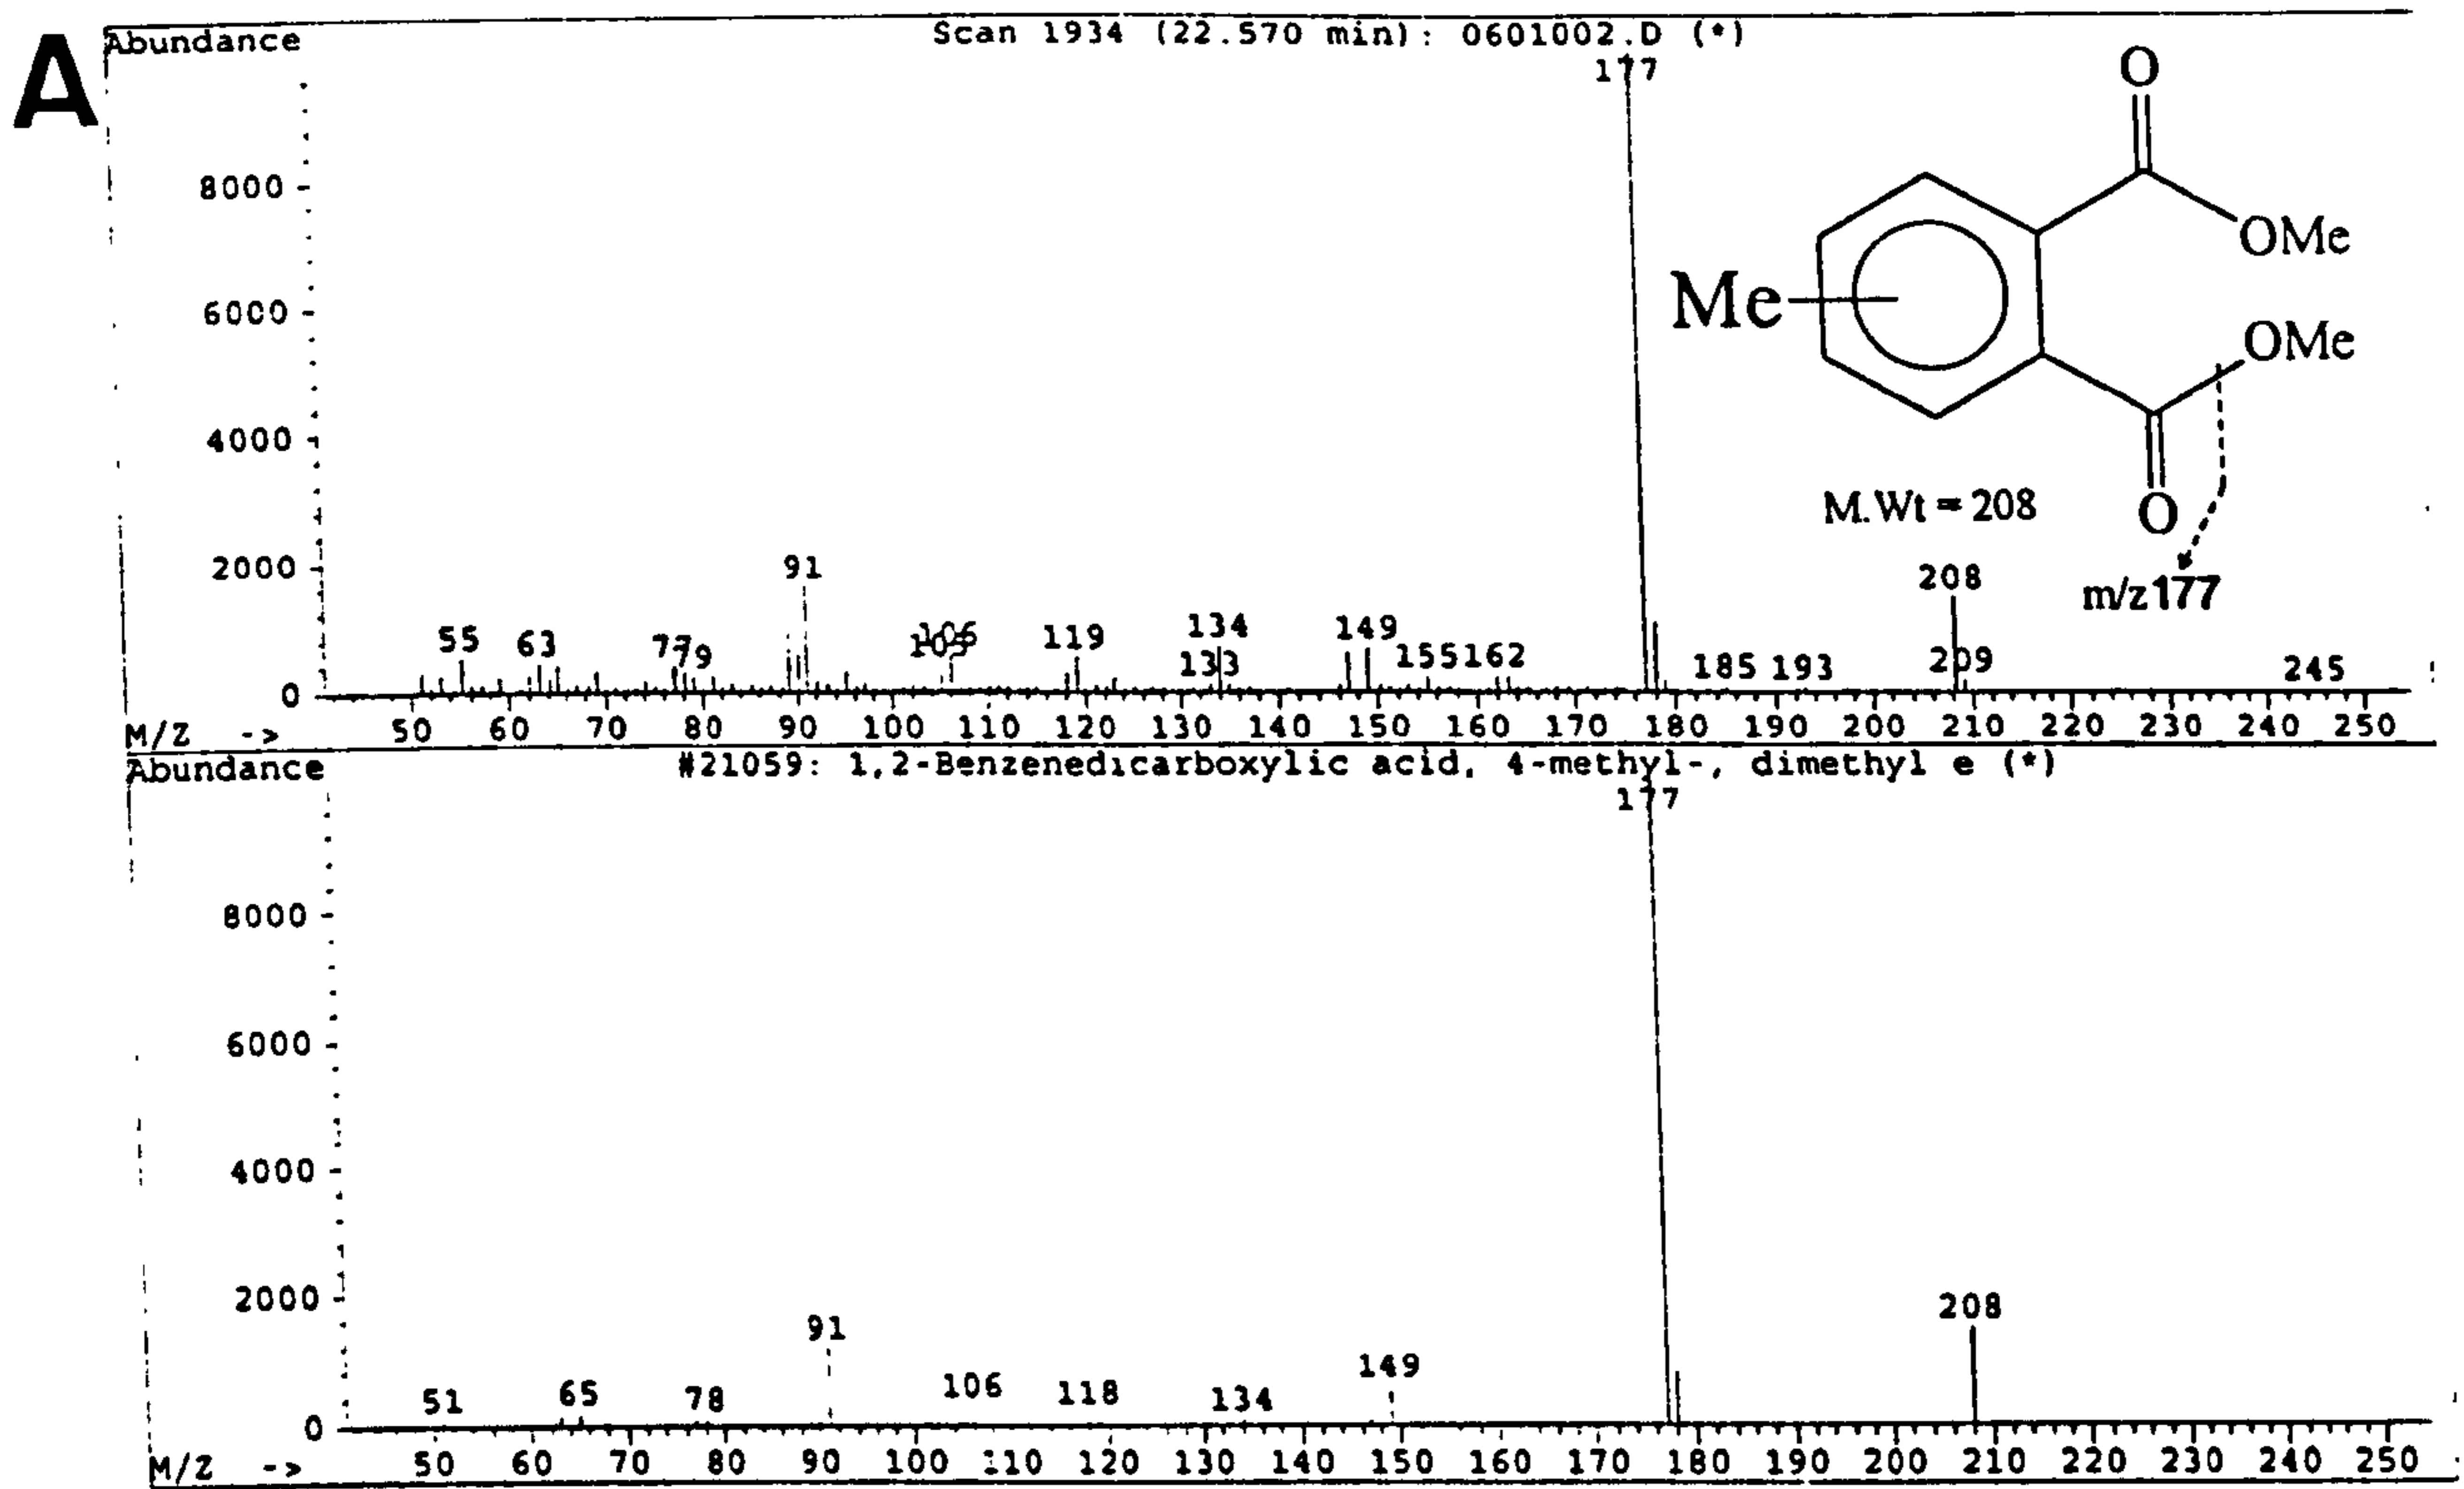 A
Abundance
Scan 1934 (22.570 min): 0601002.D (*)
177
O
8000
OMe
6000
Me
OMe
4000
M.Wt = 208
O
2000
91
208
m/z 177
55 63 77 79 105 106 119 134 149
133 155 162 185 193 209 245
0
M/Z -> 50 60 70 80 90 100 110 120 130 140 150 160 170 180 190 200 210 220 230 240 250
Abundance
#21059: 1,2-Benzenedicarboxylic acid, 4-methyl-, dimethyl e (*)
177
8000
6000
4000
2000
208
91
149
51 65 78 106 118 134
0
M/Z -> 50 60 70 80 90 100 110 120 130 140 150 160 170 180 190 200 210 220 230 240 250